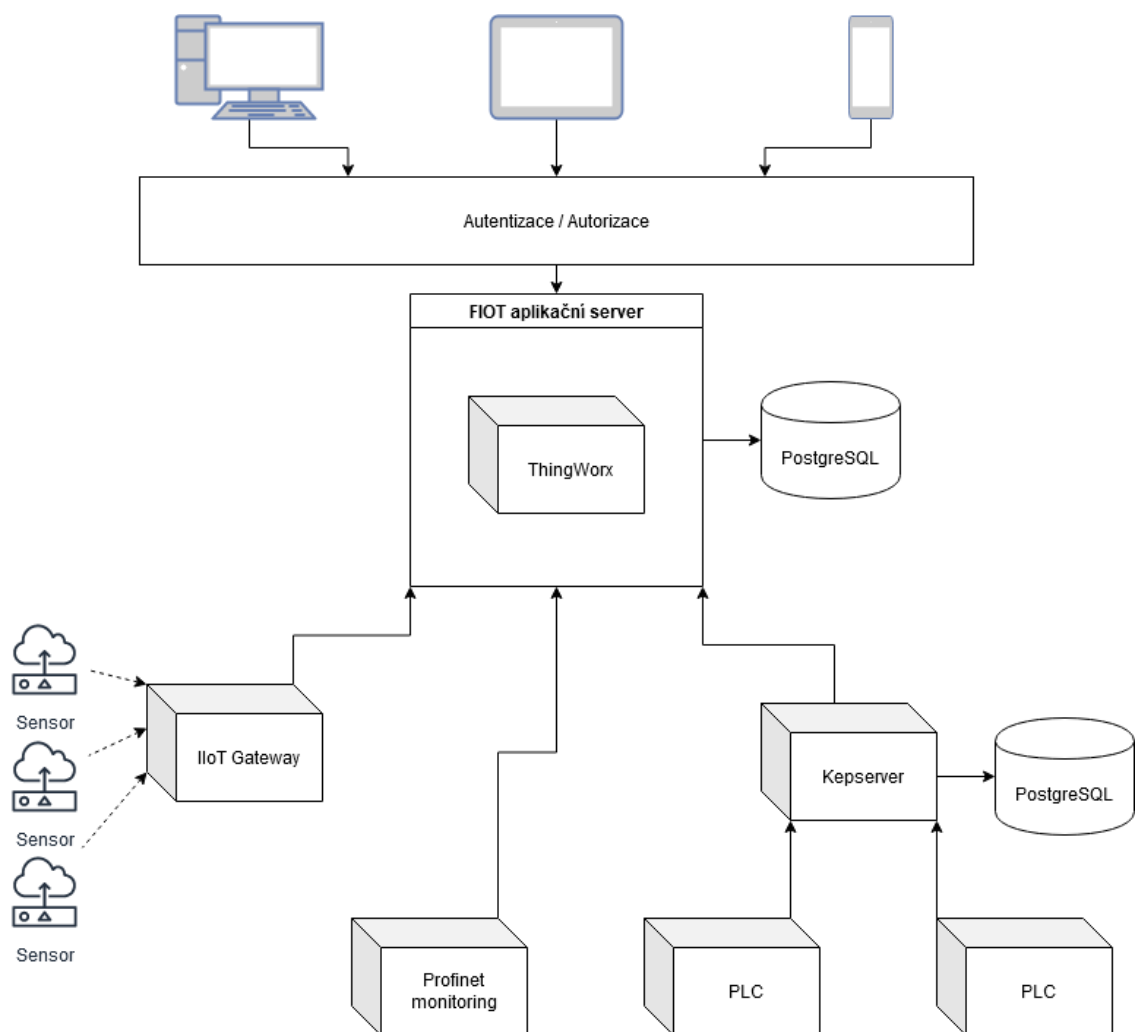 Autentizace / Autorizace
FIOT aplikační server
ThingWorx
PostgreSQL
Sensor
IIoT Gateway
Sensor
Sensor
Kepserver
PostgreSQL
Profinet
monitoring
PLC
PLC